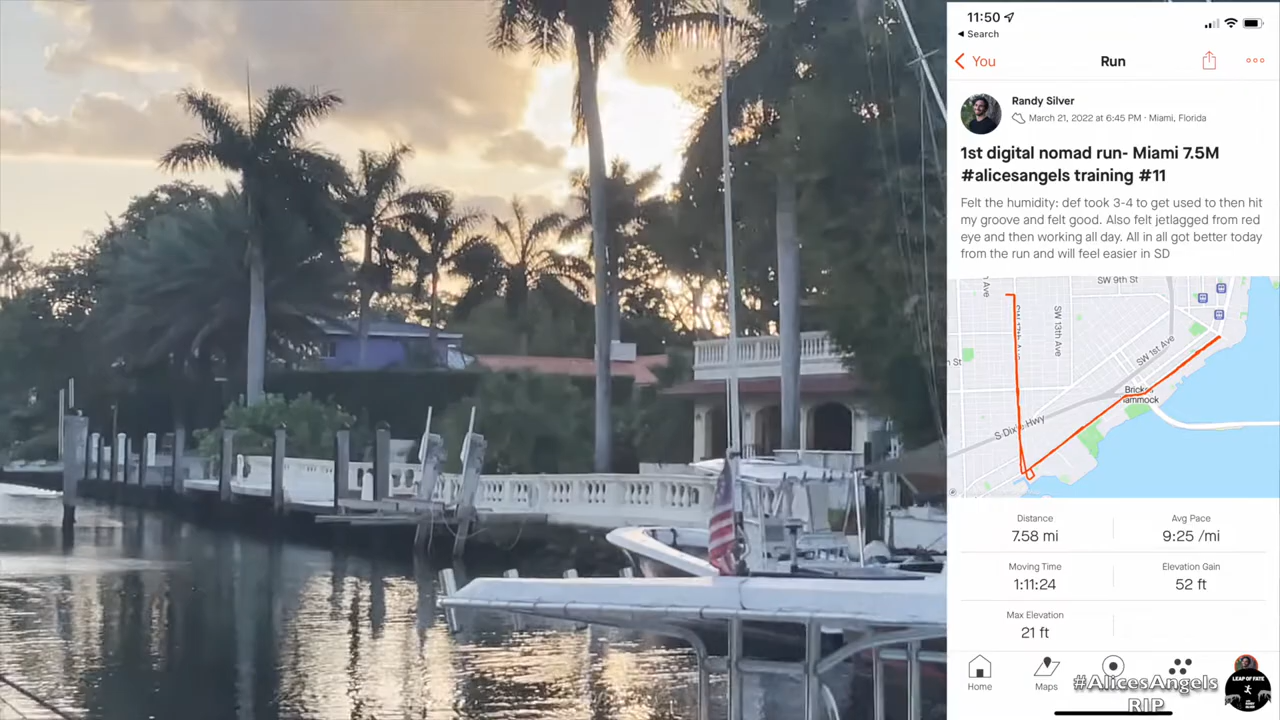 11:50
Search
You
Run
Randy Silver
March 21, 2022 at 6:45 PM · Miami, Florida
1st digital nomad run- Miami 7.5M
#alicesangels training #11
Felt the humidity: def took 3-4 to get used to then hit
my groove and felt good. Also felt jetlagged from red
eye and then working all day. All in all got better today
from the run and will feel easier in SD
Ave
SW 9th St
SW 13th Ave
SW 1st Ave
St
S Dixie Hwy
Distance
7.58 mi
Avg Pace
9:25 /mi
Moving Time
1:11:24
Elevation Gain
52 ft
Max Elevation
21 ft
Home
Maps
#AlicesAngels
RIP
LEAP OF FATE